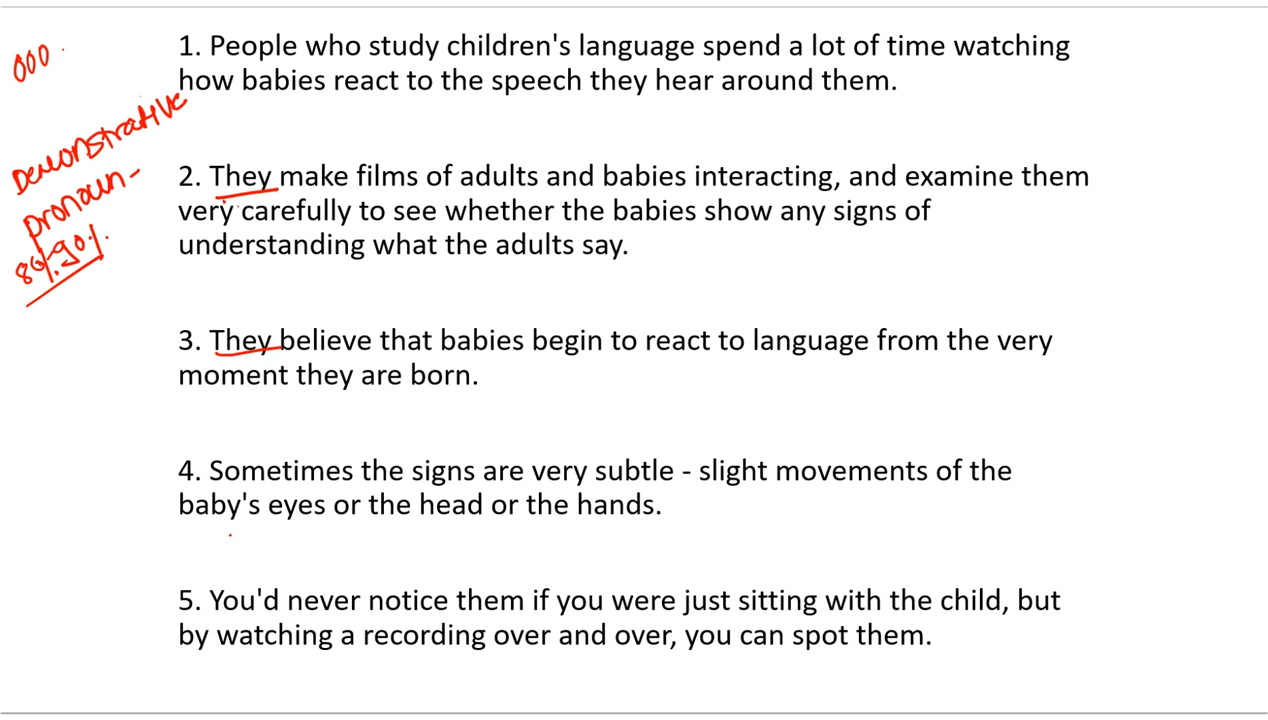 000
Demonstrative
pronoun -
80%. 90%.
1. People who study children's language spend a lot of time watching
how babies react to the speech they hear around them.
2. They make films of adults and babies interacting, and examine them
very carefully to see whether the babies show any signs of
understanding what the adults say.
3. They believe that babies begin to react to language from the very
moment they are born.
4. Sometimes the signs are very subtle - slight movements of the
baby's eyes or the head or the hands.
5. You'd never notice them if you were just sitting with the child, but
by watching a recording over and over, you can spot them.